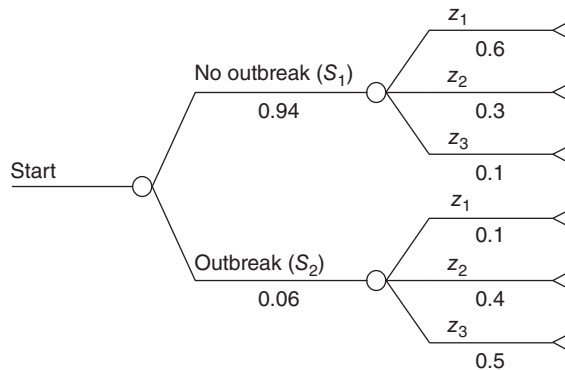 z1
0.6
No outbreak (S1)
z2
0.94
0.3
z3
0.1
Start
z1
0.1
Outbreak (S2)
z2
0.06
0.4
z3
0.5